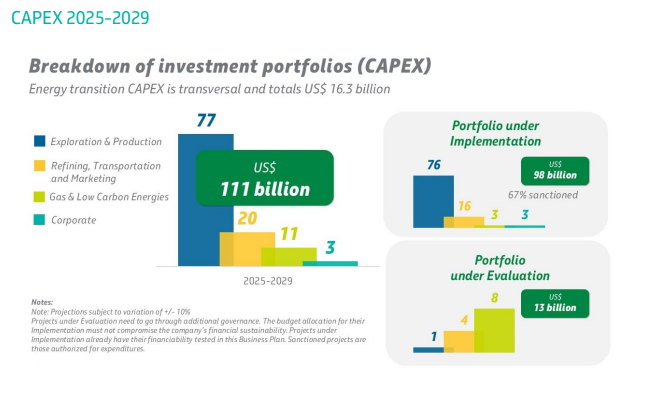 CAPEX 2025-2029
Breakdown of investment portfolios (CAPEX)
Energy transition CAPEX is transversal and totals US$ 16.3 billion
Exploration & Production
Refining, Transportation
and Marketing
Gas & Low Carbon Energies
Corporate
77
US$
111 billion
20
11
3
2025-2029
Portfolio under
Implementation
76
US$
98 billion
67% sanctioned
16
3
3
Portfolio
under Evaluation
8
US$
13 billion
4
1
Notes:
Note: Projections subject to variation of +/- 10%
Projects under Evaluation need to go through additional governance. The budget allocation for their
Implementation must not compromise the company's financial sustainability. Projects under
Implementation already have their financiability tested in this Business Plan. Sanctioned projects are
those authorized for expenditures.